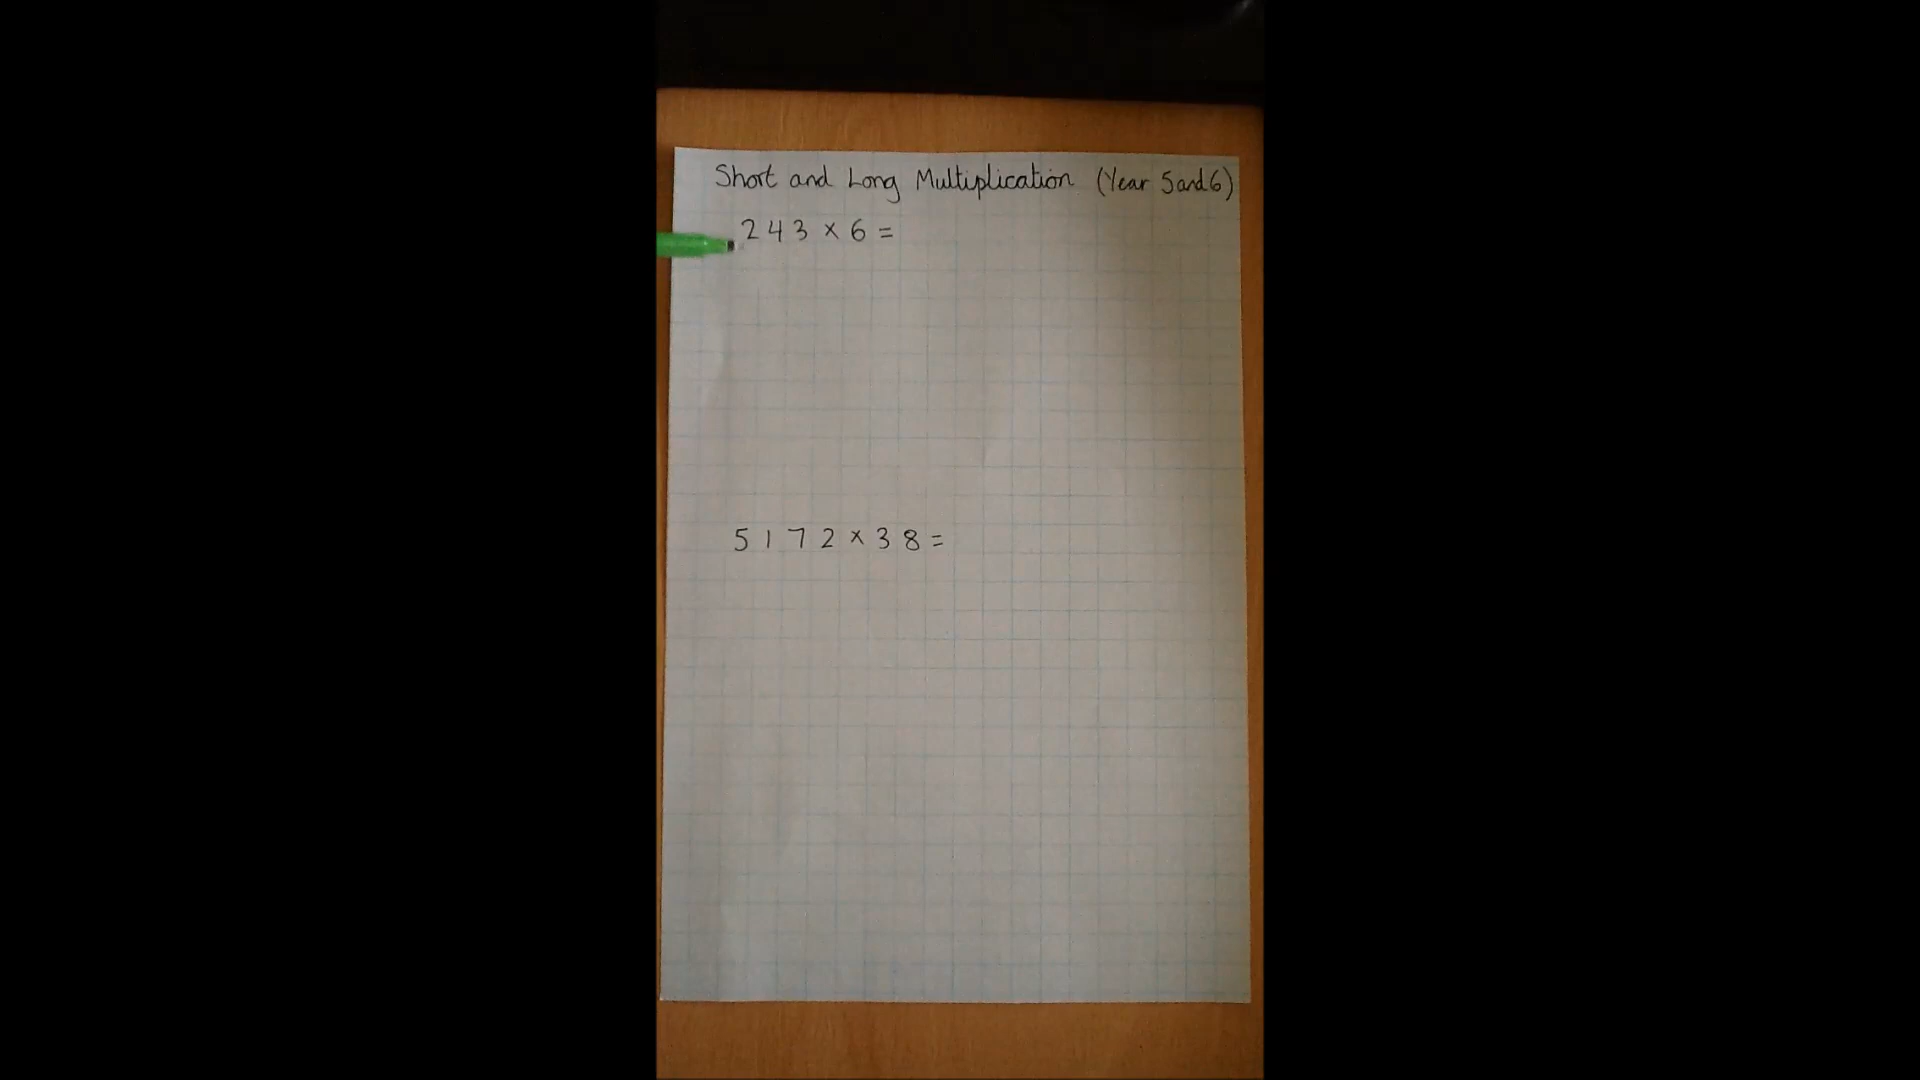 Short and Long Multiplication (Year 5 and 6)
243 × 6 =
5172 × 38 =